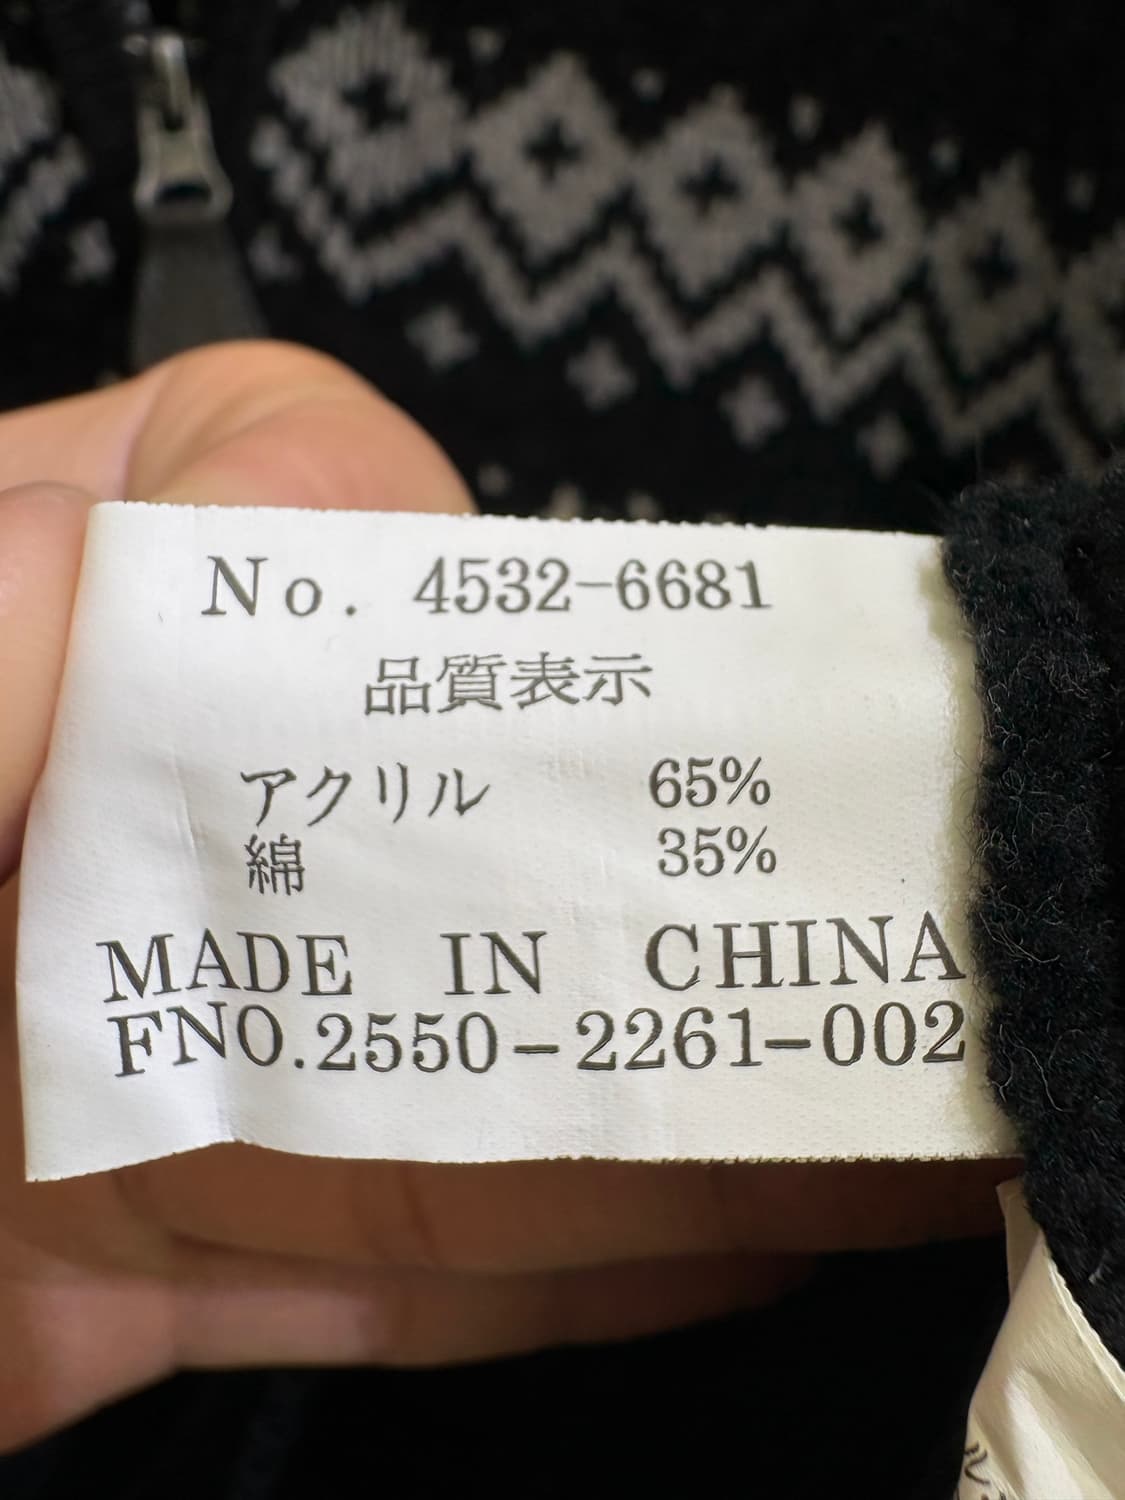 No. 4532-6681
品質表示
アクリル 65%
綿 35%
MADE IN CHINA
FNO.2550-2261-002